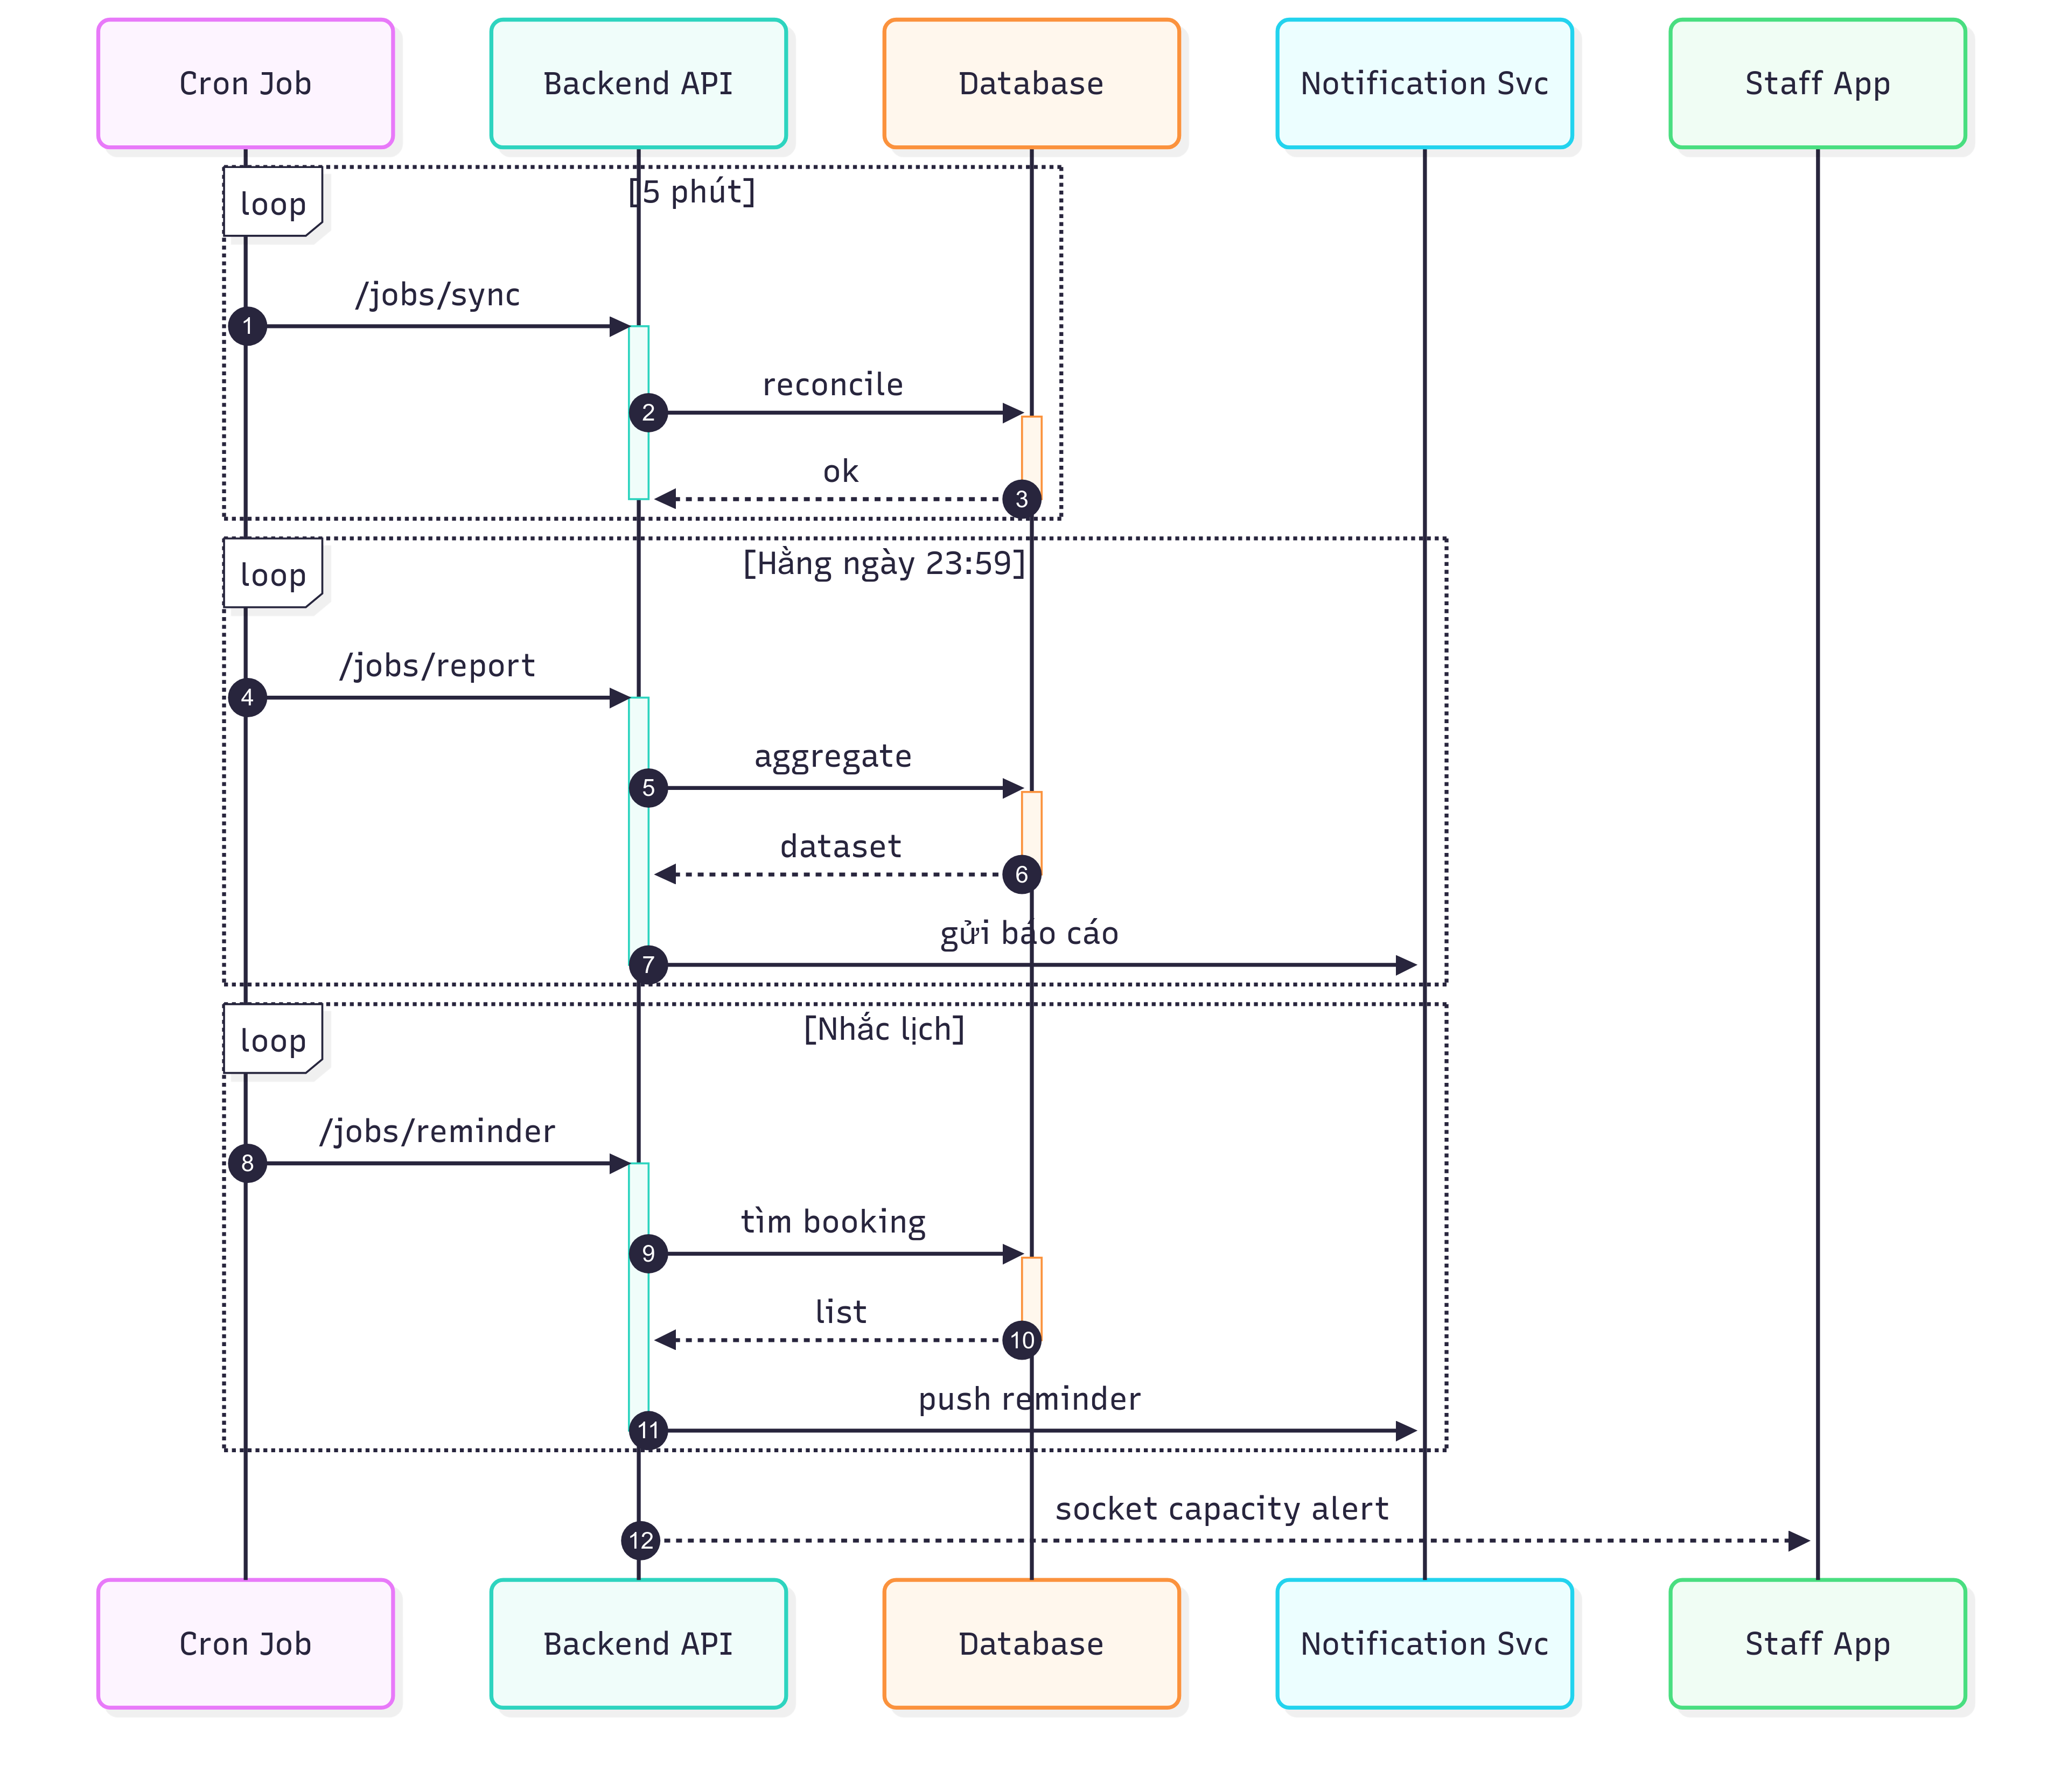 Cron Job
Backend API
Database
Notification Svc
Staff App
loop
[5 phút]
/jobs/sync
1
reconcile
2
ok
3
loop
[Hằng ngày 23:59]
/jobs/report
4
aggregate
5
dataset
6
gửi báo cáo
7
loop
[Nhắc lịch]
/jobs/reminder
8
tìm booking
9
list
10
push reminder
11
socket capacity alert
12
Cron Job
Backend API
Database
Notification Svc
Staff App